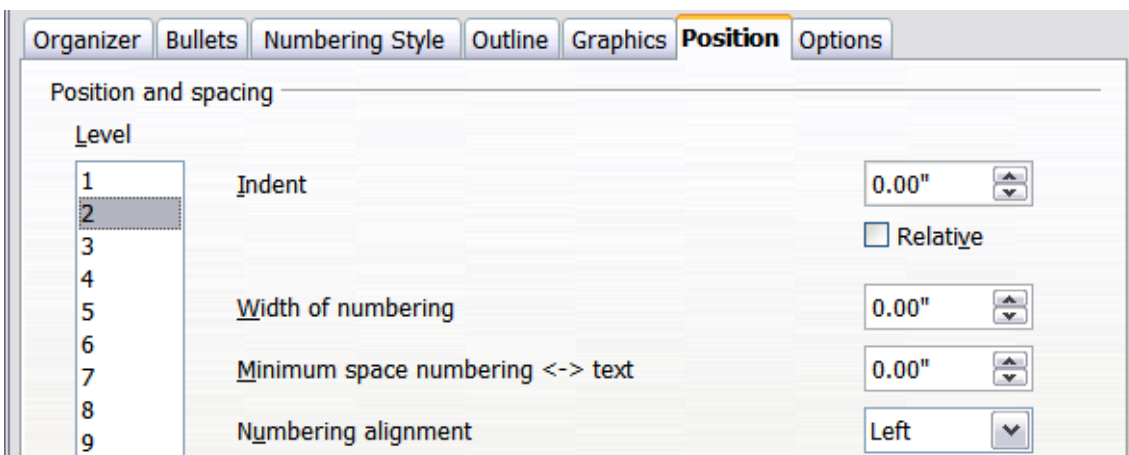 Organizer Bullets Numbering Style Outline Graphics Position Options
Position and spacing
Level
1
2
3
4
5
6
7
8
9
Indent 0.00"
Relative
Width of numbering 0.00"
Minimum space numbering <-> text 0.00"
Numbering alignment Left